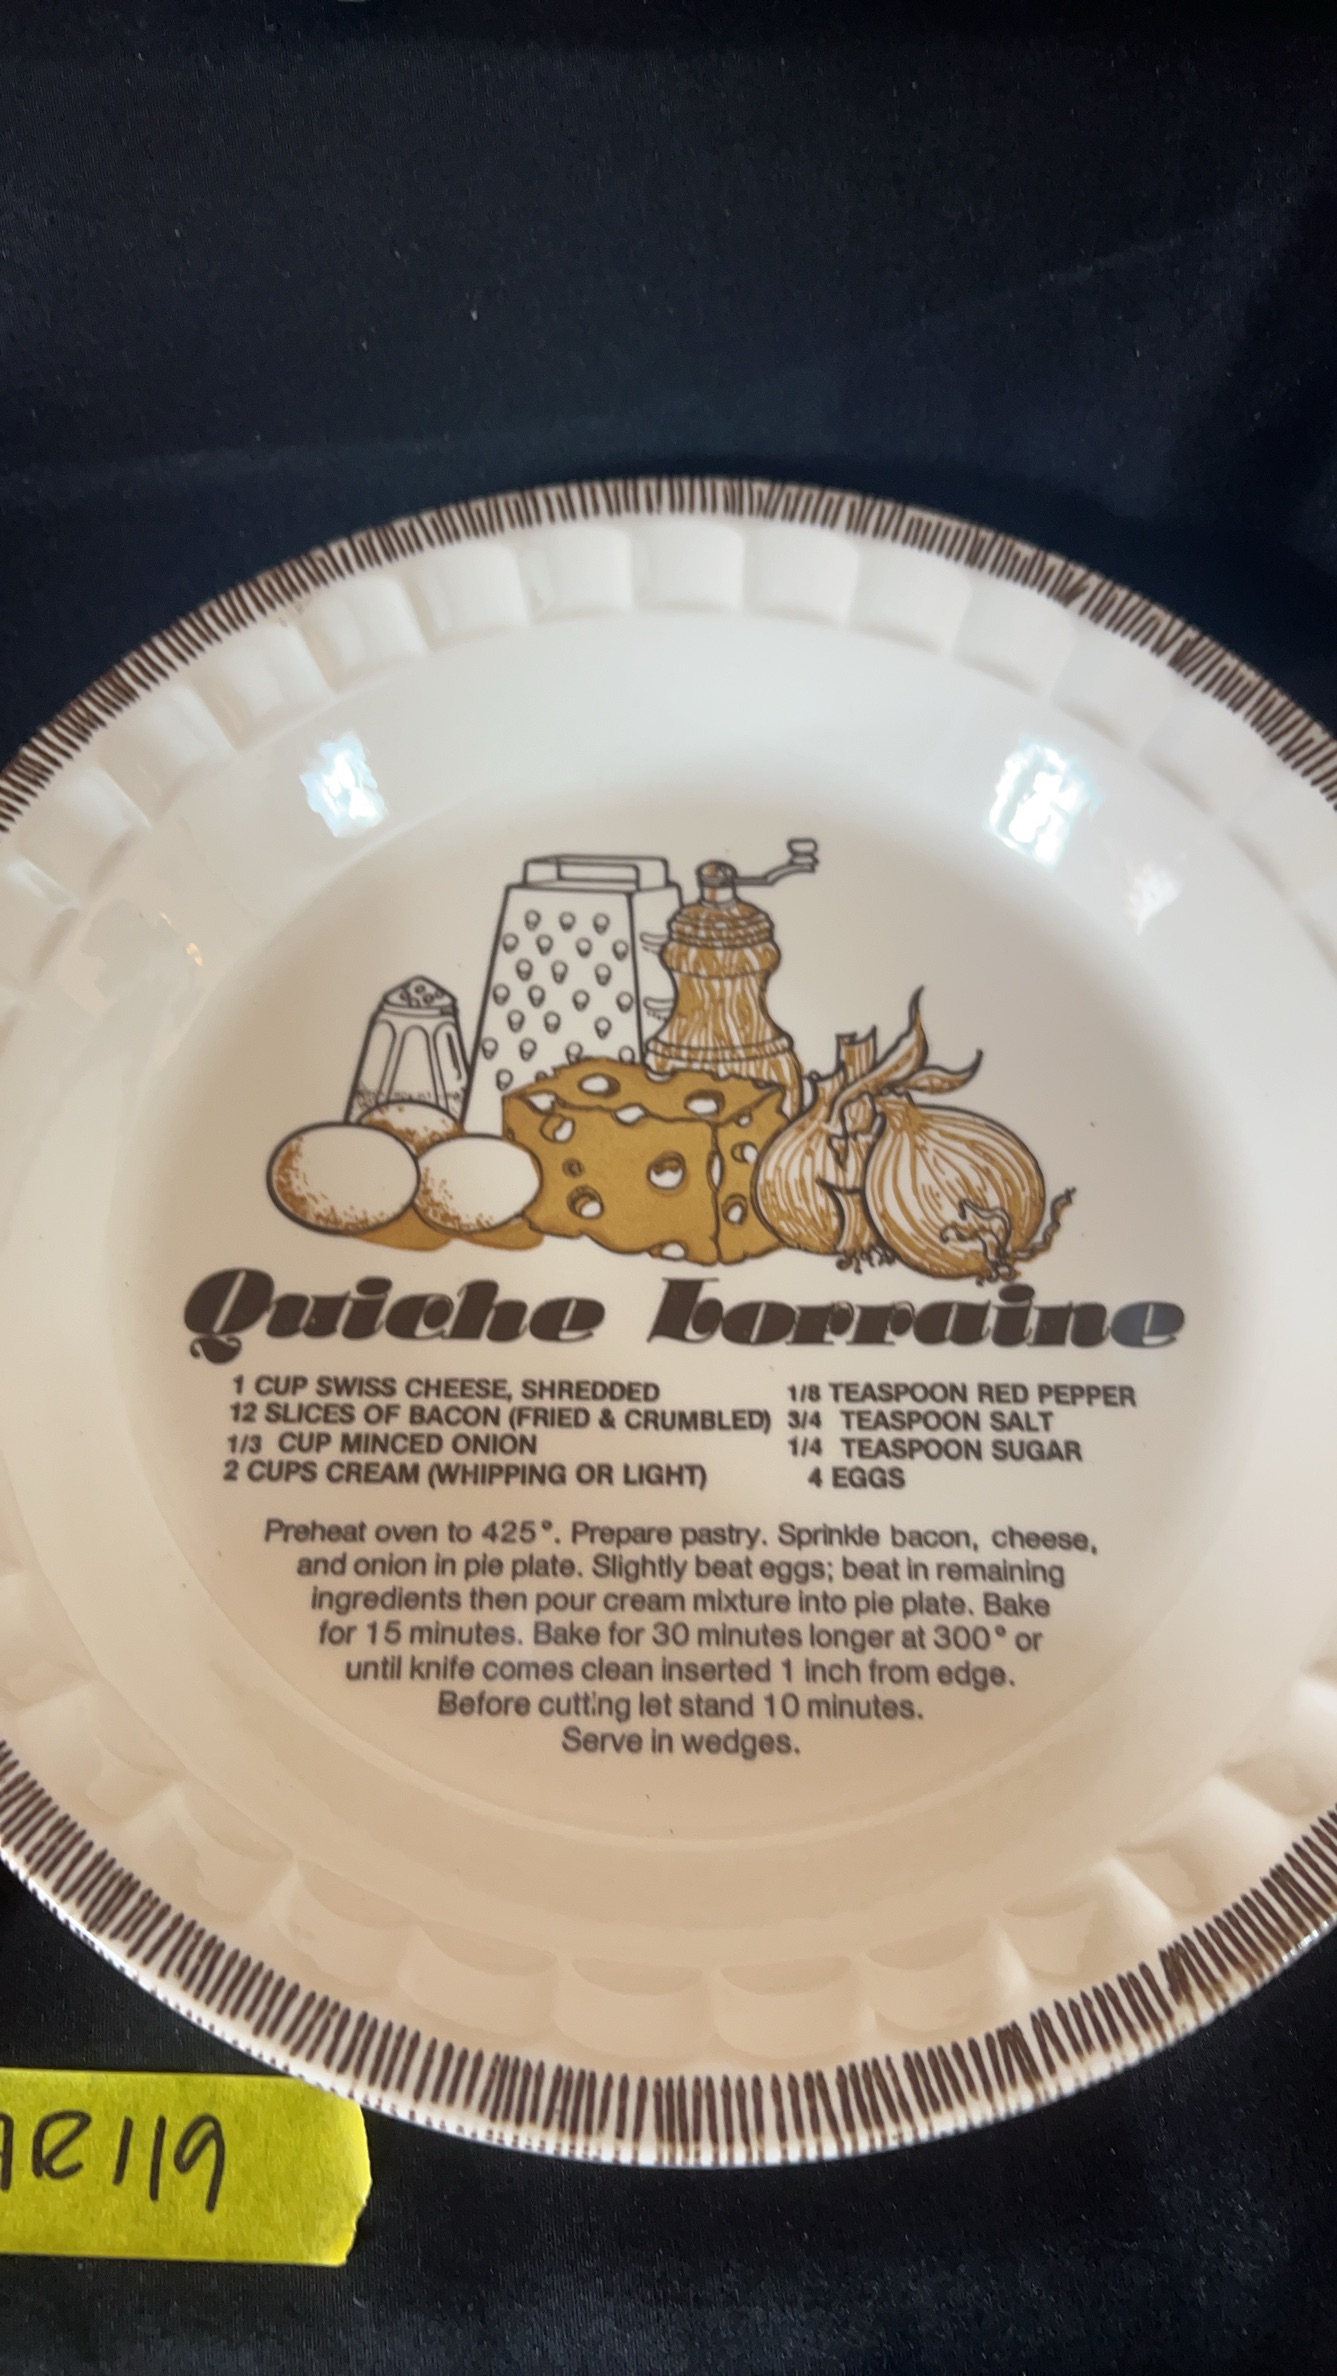 Quiche Lorraine
1 CUP SWISS CHEESE, SHREDDED
12 SLICES OF BACON (FRIED & CRUMBLED)
1/3 CUP MINCED ONION
2 CUPS CREAM (WHIPPING OR LIGHT)
1/8 TEASPOON RED PEPPER
3/4 TEASPOON SALT
1/4 TEASPOON SUGAR
4 EGGS
Preheat oven to 425°. Prepare pastry. Sprinkle bacon, cheese,
and onion in pie plate. Slightly beat eggs; beat in remaining
ingredients then pour cream mixture into pie plate. Bake
for 15 minutes. Bake for 30 minutes longer at 300° or
until knife comes clean inserted 1 inch from edge.
Before cutting let stand 10 minutes.
Serve in wedges.
AR119